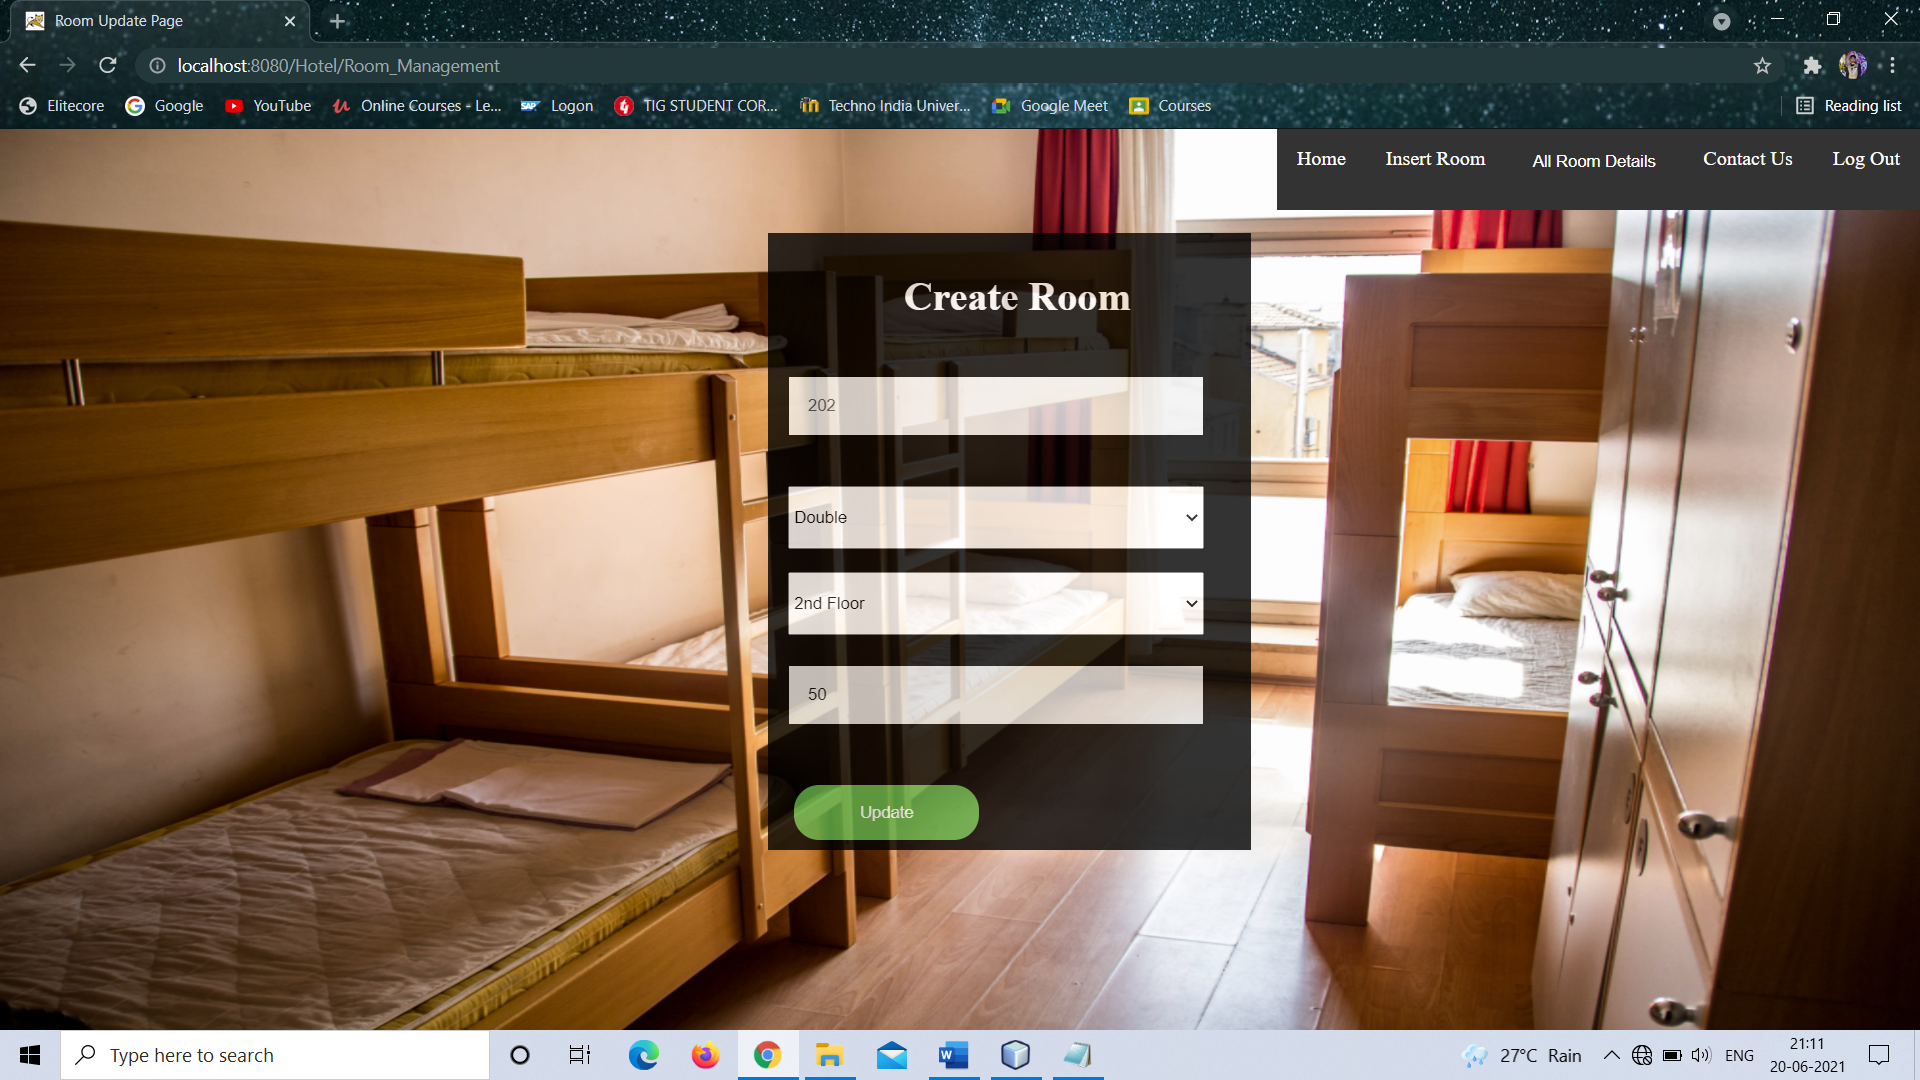 Room Update Page
localhost:8080/Hotel/Room_Management
Elitecore Google YouTube Online Courses - Le... SAP Logon TIG STUDENT COR... Techno India Univer... Google Meet Courses Reading list
Home Insert Room All Room Details Contact Us Log Out
Create Room
202
Double
2nd Floor
50
Update
Type here to search
27°C Rain ENG
21:11
20-06-2021